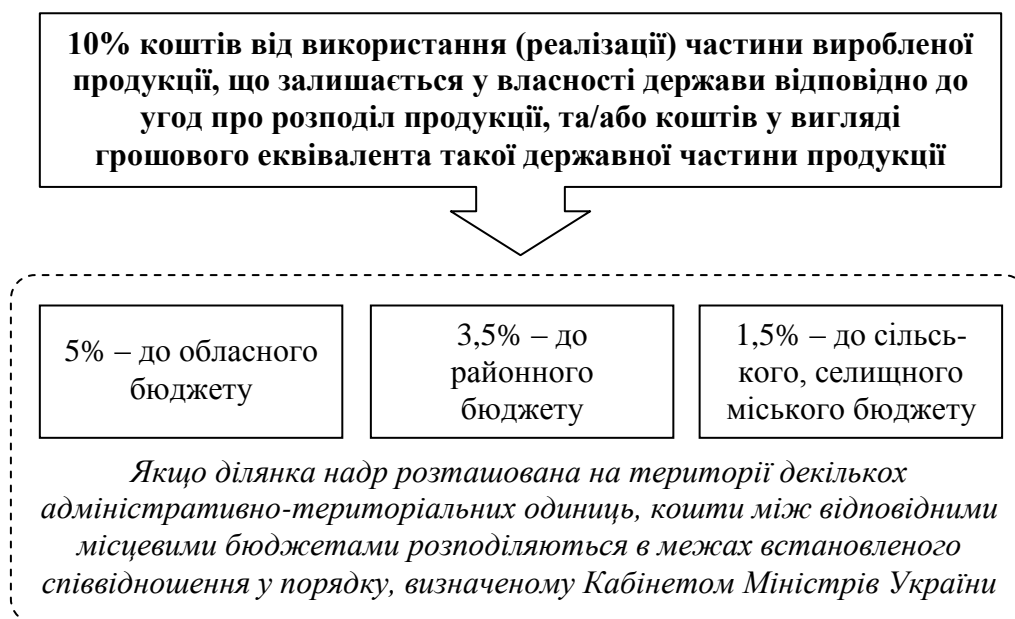 10% коштів від використання (реалізації) частини виробленої
продукції, що залишається у власності держави відповідно до
угод про розподіл продукції, та/або коштів у вигляді
грошового еквівалента такої державної частини продукції
5% – до обласного
бюджету
3,5% – до
районного
бюджету
1,5% – до сільсь-
кого, селищного
міського бюджету
Якщо ділянка надр розташована на території декількох
адміністративно-територіальних одиниць, кошти між відповідними
місцевими бюджетами розподіляються в межах встановленого
співвідношення у порядку, визначеному Кабінетом Міністрів України